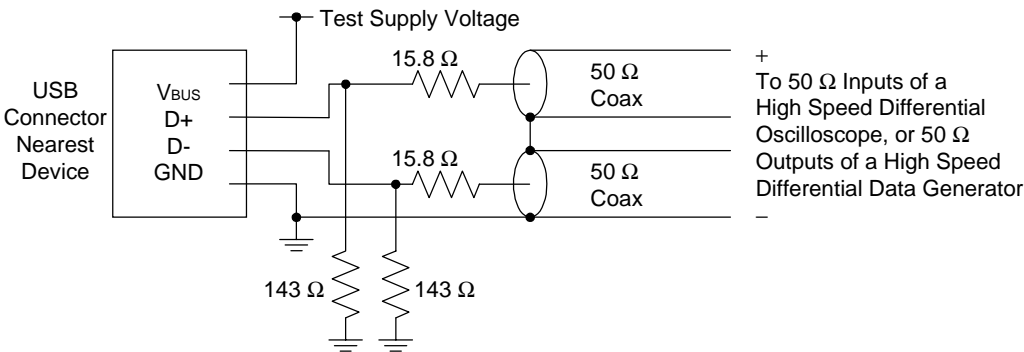 Test Supply Voltage
USB
Connector
Nearest
Device
VBUS
D+
D-
GND
15.8 Ω
15.8 Ω
50 Ω
Coax
50 Ω
Coax
143 Ω
143 Ω
+
To 50 Ω Inputs of a
High Speed Differential
Oscilloscope, or 50 Ω
Outputs of a High Speed
Differential Data Generator
−